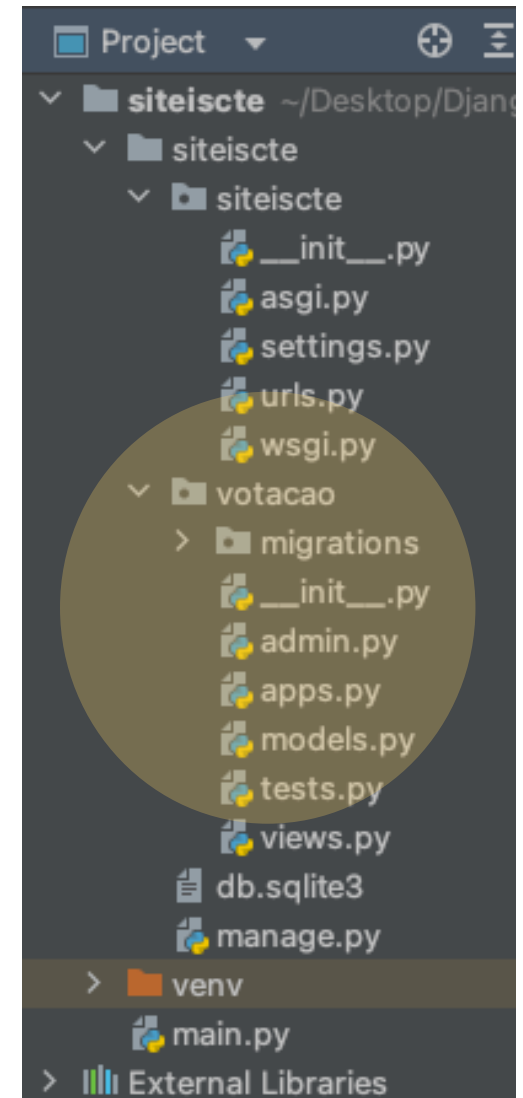 Project
siteiscte ~/Desktop/Djang
siteiscte
siteiscte
__init__.py
asgi.py
settings.py
urls.py
wsgi.py
votacao
migrations
__init__.py
admin.py
apps.py
models.py
tests.py
views.py
db.sqlite3
manage.py
venv
main.py
External Libraries